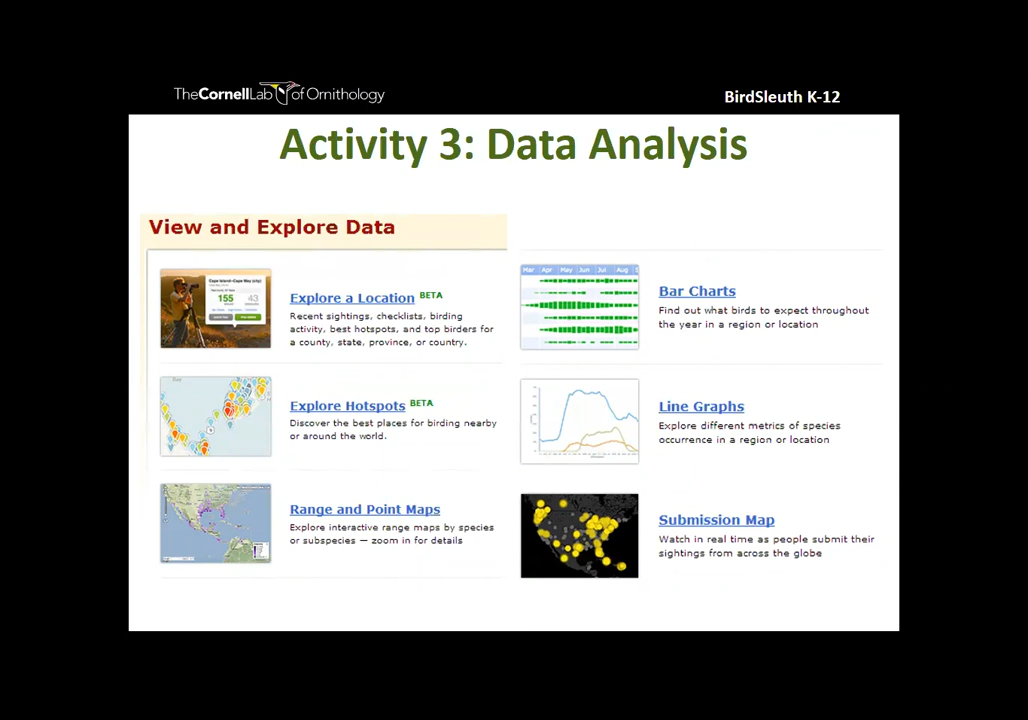 TheCornellLab of Ornithology
BirdSleuth K-12
Activity 3: Data Analysis
View and Explore Data
Explore a Location BETA
Recent sightings, checklists, birding
activity, best hotspots, and top birders for
a county, state, province, or country.
Explore Hotspots BETA
Discover the best places for birding nearby
or around the world.
Range and Point Maps
Explore interactive range maps by species
or subspecies — zoom in for details
Mar Apr May Jun Jul Aug
Bar Charts
Find out what birds to expect throughout
the year in a region or location
Line Graphs
Explore different metrics of species
occurrence in a region or location
Submission Map
Watch in real time as people submit their
sightings from across the globe
155
43